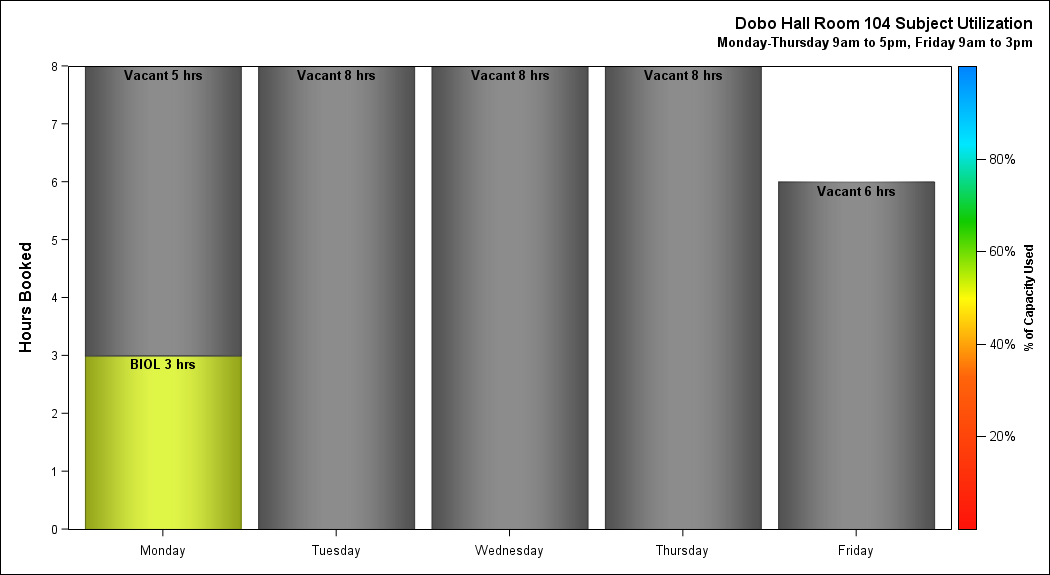 Dobo Hall Room 104 Subject Utilization
Monday-Thursday 9am to 5pm, Friday 9am to 3pm
Hours Booked
8
7
6
5
4
3
2
1
0
Vacant 5 hrs
Vacant 8 hrs
Vacant 8 hrs
Vacant 8 hrs
Vacant 6 hrs
BIOL 3 hrs
Monday
Tuesday
Wednesday
Thursday
Friday
80%
60%
40%
20%
% of Capacity Used